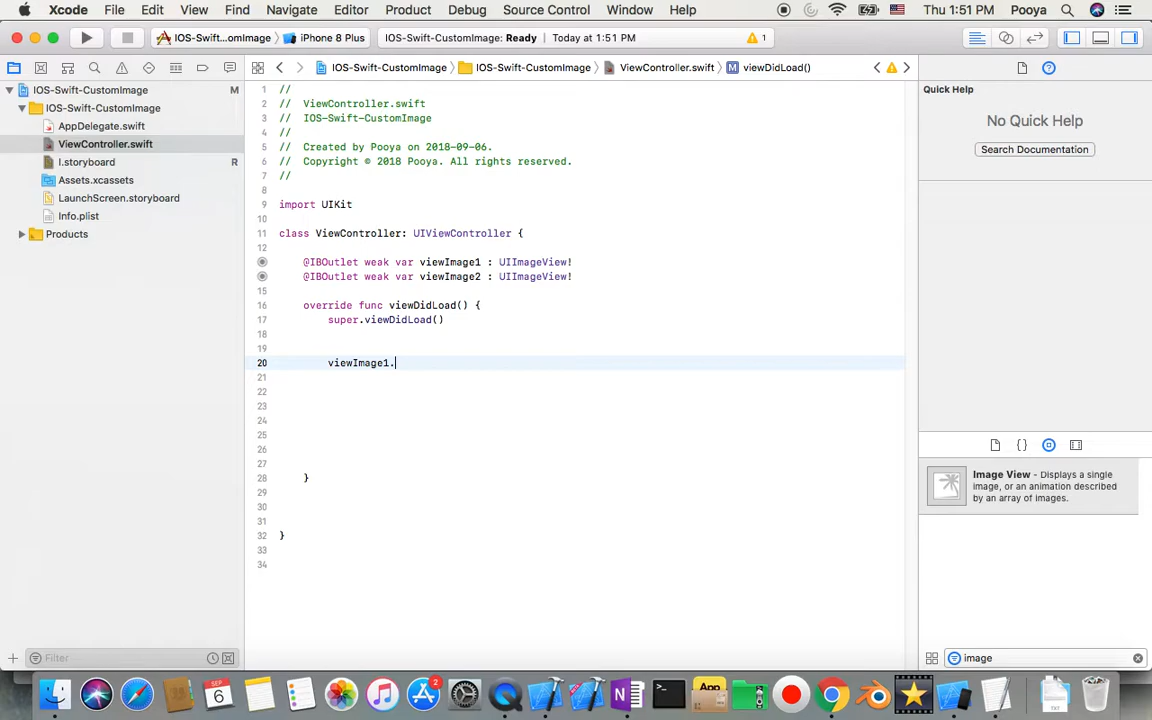 Xcode File Edit View Find Navigate Editor Product Debug Source Control Window Help Thu 1:51 PM Pooya
IOS-Swift...omImage iPhone 8 Plus IOS-Swift-CustomImage: Ready Today at 1:51 PM 1
IOS-Swift-CustomImage IOS-Swift-CustomImage ViewController.swift M viewDidLoad()
IOS-Swift-CustomImage M
IOS-Swift-CustomImage
AppDelegate.swift
ViewController.swift
I.storyboard R
Assets.xcassets
LaunchScreen.storyboard
Info.plist
Products
Filter
1 //
2 // ViewController.swift
3 // IOS-Swift-CustomImage
4 //
5 // Created by Pooya on 2018-09-06.
6 // Copyright © 2018 Pooya. All rights reserved.
7 //
8
9 import UIKit
10
11 class ViewController: UIViewController {
12
@IBOutlet weak var viewImage1 : UIImageView!
@IBOutlet weak var viewImage2 : UIImageView!
15
16 override func viewDidLoad() {
17 super.viewDidLoad()
18
19
20 viewImage1.
21
22
23
24
25
26
27
28 }
29
30
31
32 }
33
34
Quick Help
No Quick Help
Search Documentation
Image View - Displays a single
image, or an animation described
by an array of images.
image
SEP
6
2
App
TXT